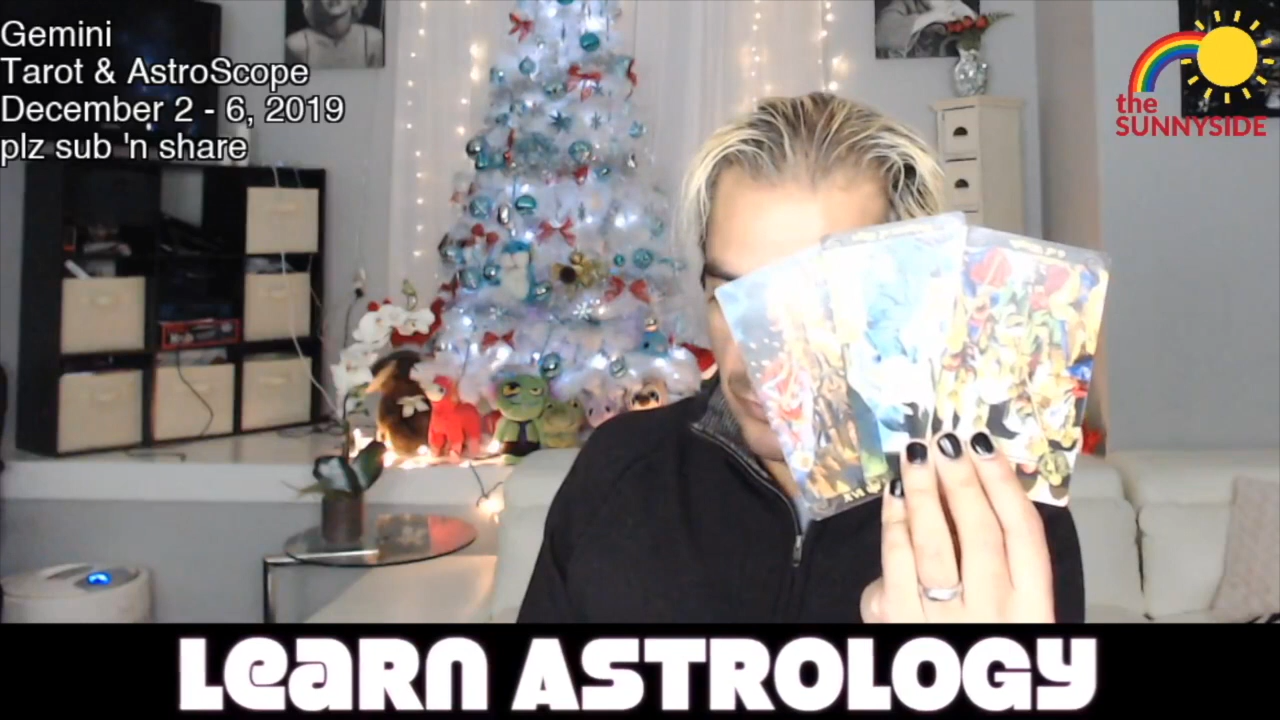 Gemini
Tarot & AstroScope
December 2 - 6, 2019
plz sub 'n share
the
SUNNYSIDE
LEARN ASTROLOGY